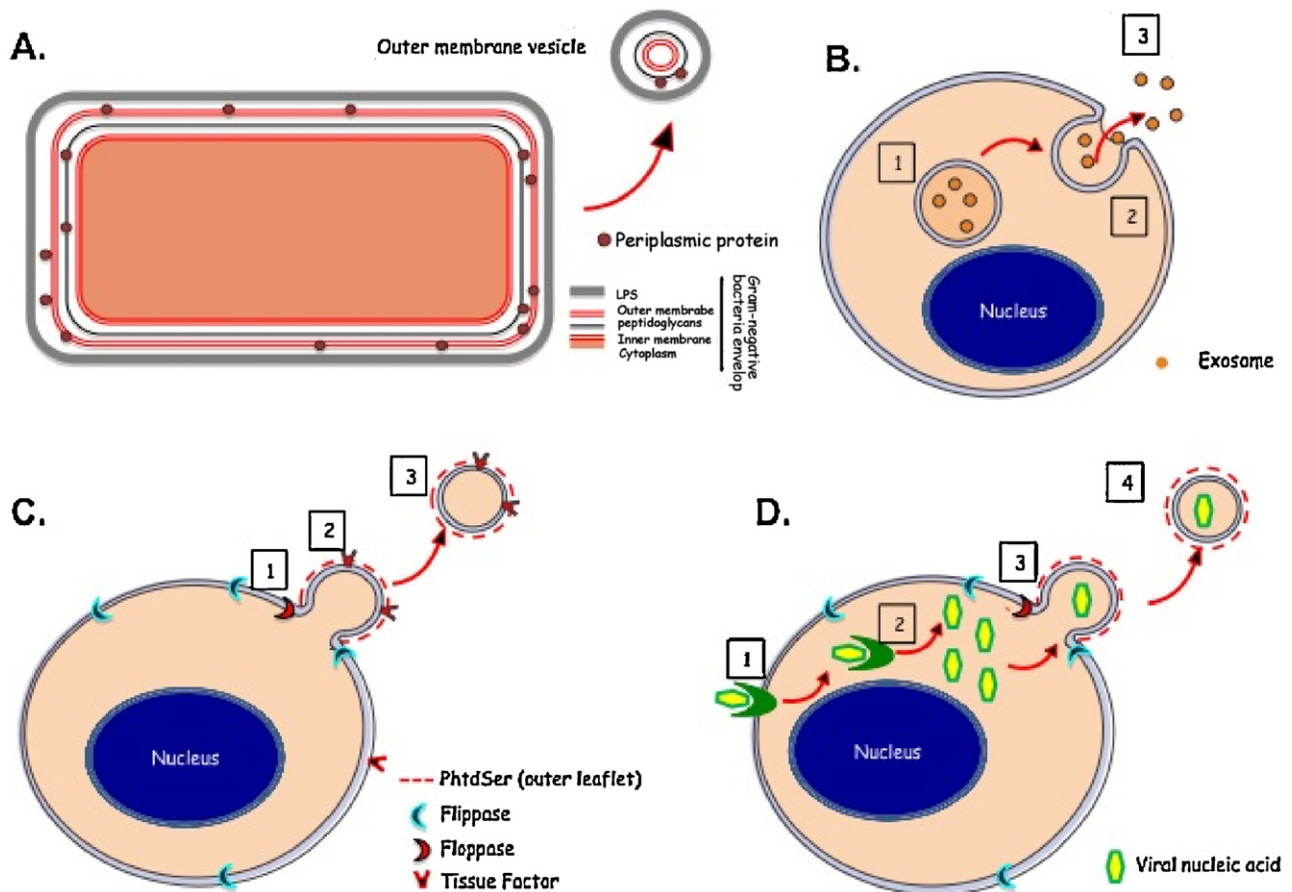 A.
Outer membrane vesicle
Periplasmic protein
LPS
Outer membrabe
peptidoglycans
Inner membrane
Cytoplasm
Gram-negative
bacteria envelop
B.
1
2
3
Nucleus
Exosome
C.
1
2
3
Nucleus
PhtdSer (outer leaflet)
Flippase
Floppase
Tissue Factor
D.
1
2
3
4
Nucleus
Viral nucleic acid